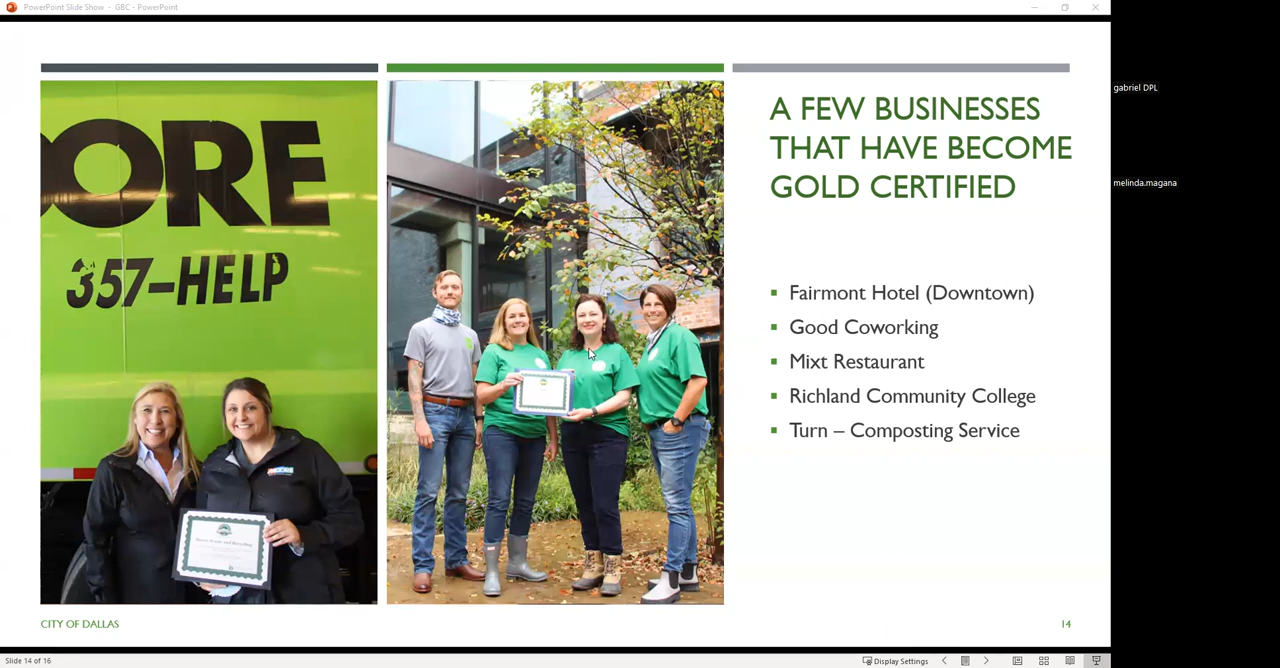 PowerPoint Slide Show - GBC - PowerPoint
gabriel DPL
melinda.magana
OORE
357-HELP
A FEW BUSINESSES
THAT HAVE BECOME
GOLD CERTIFIED
▪ Fairmont Hotel (Downtown)
▪ Good Coworking
▪ Mixt Restaurant
▪ Richland Community College
▪ Turn – Composting Service
CITY OF DALLAS
14
Slide 14 of 16
Display Settings